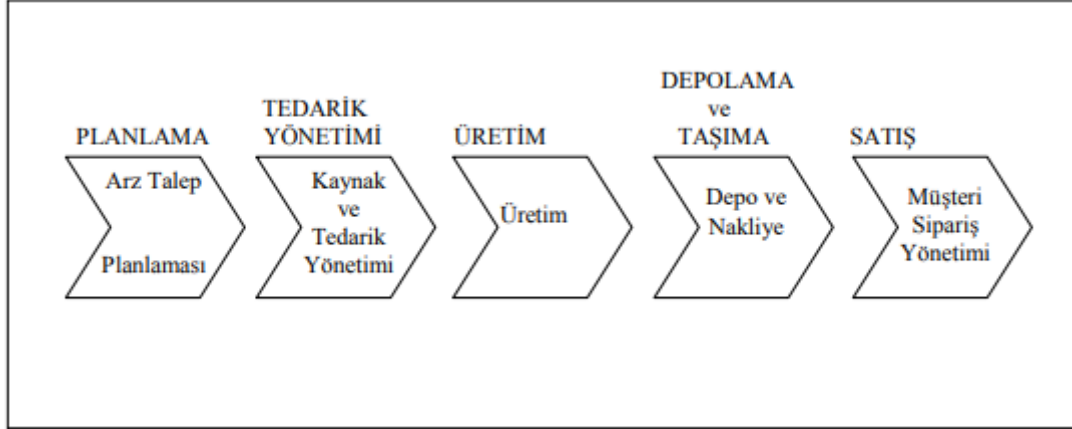 PLANLAMA
Arz Talep
Planlaması
TEDARİK
YÖNETİMİ
Kaynak
ve
Tedarik
Yönetimi
ÜRETİM
Üretim
DEPOLAMA
ve
TAŞIMA
Depo ve
Nakliye
SATIŞ
Müşteri
Sipariş
Yönetimi